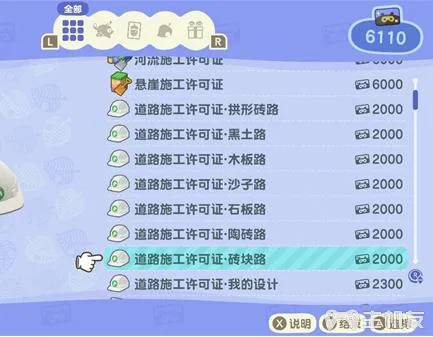 全部
L
R
6110
河流施工许可证 6000
悬崖施工许可证 6000
道路施工许可证·拱形砖路 2000
道路施工许可证·黑土路 2000
道路施工许可证·木板路 2000
道路施工许可证·沙子路 2000
道路施工许可证·石板路 2000
道路施工许可证·陶砖路 2000
道路施工许可证·砖块路 2000
道路施工许可证·我的设计 2300
X 说明